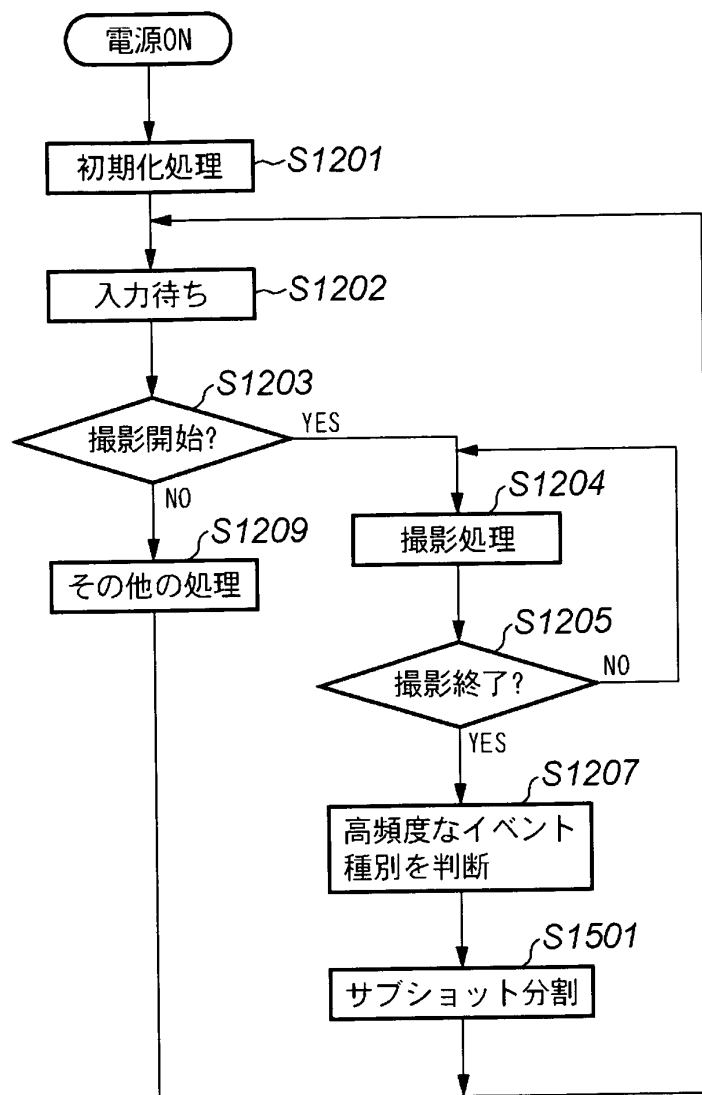 電源ON
初期化処理
S1201
入力待ち
S1202
S1203
撮影開始?
YES
NO
S1204
撮影処理
S1209
その他の処理
S1205
撮影終了?
NO
YES
S1207
高頻度なイベント
種別を判断
S1501
サブショット分割